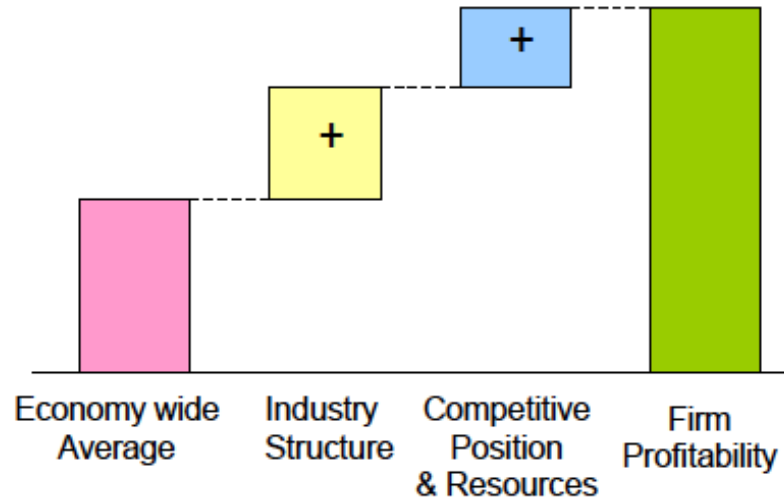 +
+
Economy wide
Average
Industry
Structure
Competitive
Position
& Resources
Firm
Profitability